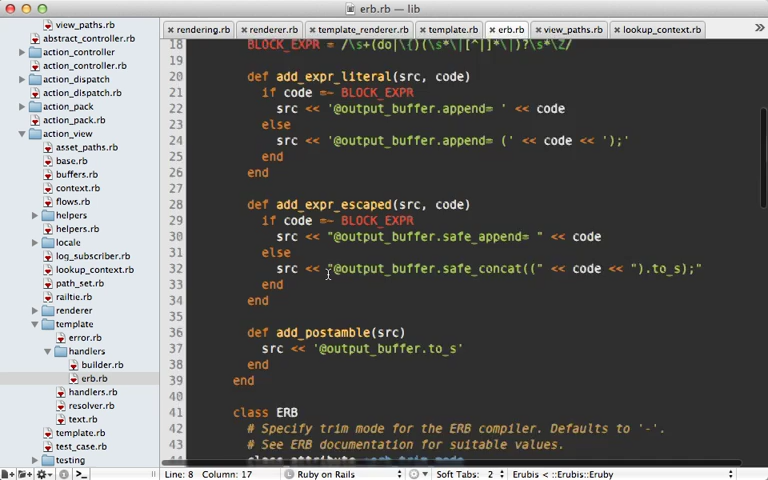 erb.rb — lib
rendering.rb
renderer.rb
template_renderer.rb
template.rb
erb.rb
view_paths.rb
lookup_context.rb
view_paths.rb
abstract_controller.rb
action_controller
action_controller.rb
action_dispatch
action_dispatch.rb
action_pack
action_pack.rb
action_view
asset_paths.rb
base.rb
buffers.rb
context.rb
flows.rb
helpers
helpers.rb
locale
log_subscriber.rb
lookup_context.rb
path_set.rb
railtie.rb
renderer
template
error.rb
handlers
builder.rb
erb.rb
handlers.rb
resolver.rb
text.rb
template.rb
test_case.rb
testing
18 BLOCK_EXPR = /\s+(do|\{)(\s*\|[^|]*\|)?\s*\Z/
19
20 def add_expr_literal(src, code)
21 if code =~ BLOCK_EXPR
22 src << '@output_buffer.append= ' << code
23 else
24 src << '@output_buffer.append= (' << code << ');'
25 end
26 end
27
28 def add_expr_escaped(src, code)
29 if code =~ BLOCK_EXPR
30 src << "@output_buffer.safe_append= " << code
31 else
32 src << "@output_buffer.safe_concat((" << code << ").to_s);"
33 end
34 end
35
36 def add_postamble(src)
37 src << '@output_buffer.to_s'
38 end
39 end
40
41 class ERB
42 # Specify trim mode for the ERB compiler. Defaults to '-'.
43 # See ERB documentation for suitable values.
44 class_attribute :erb_trim_mode
Line: 8 Column: 17
Ruby on Rails
Soft Tabs: 2
Erubis < ::Erubis::Eruby